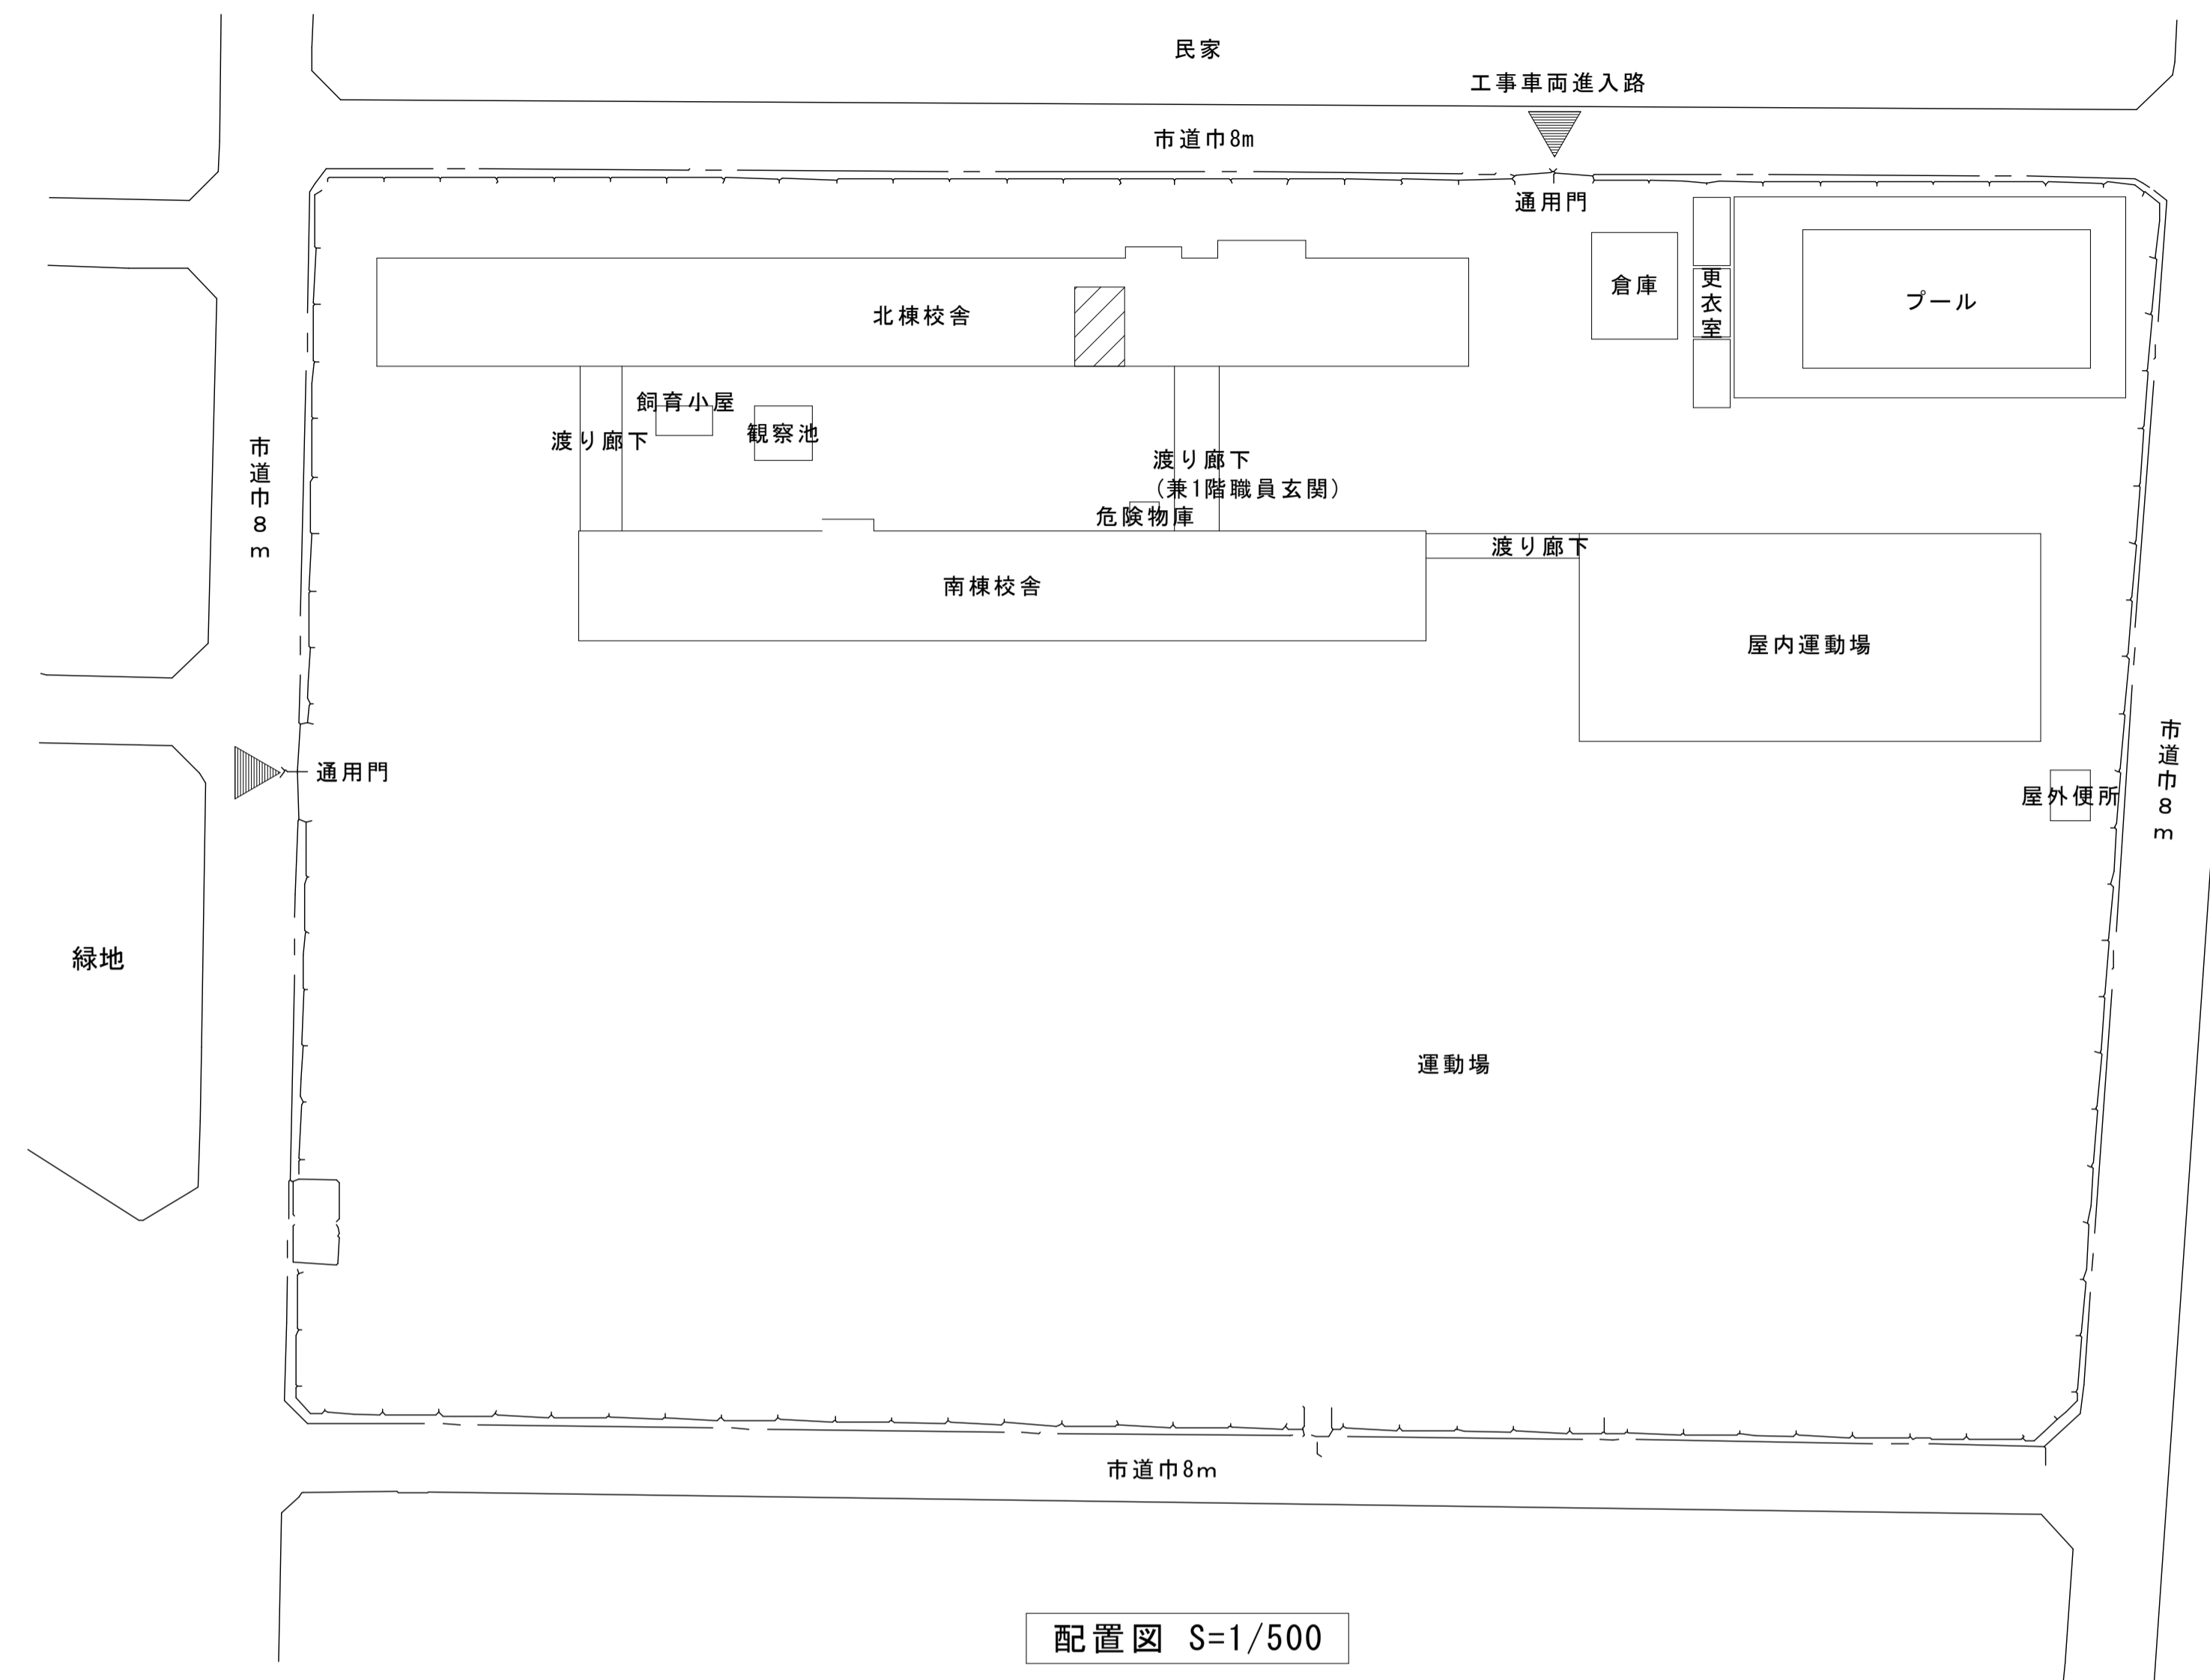 民家
工事車両進入路
市道巾8m
通用門
倉庫
更衣室
プール
北棟校舎
飼育小屋
観察池
渡り廊下
市道巾8m
渡り廊下
(兼1階職員玄関)
危険物庫
渡り廊下
南棟校舎
屋内運動場
市道巾8m
通用門
屋外便所
緑地
運動場
市道巾8m
配置図 S=1/500